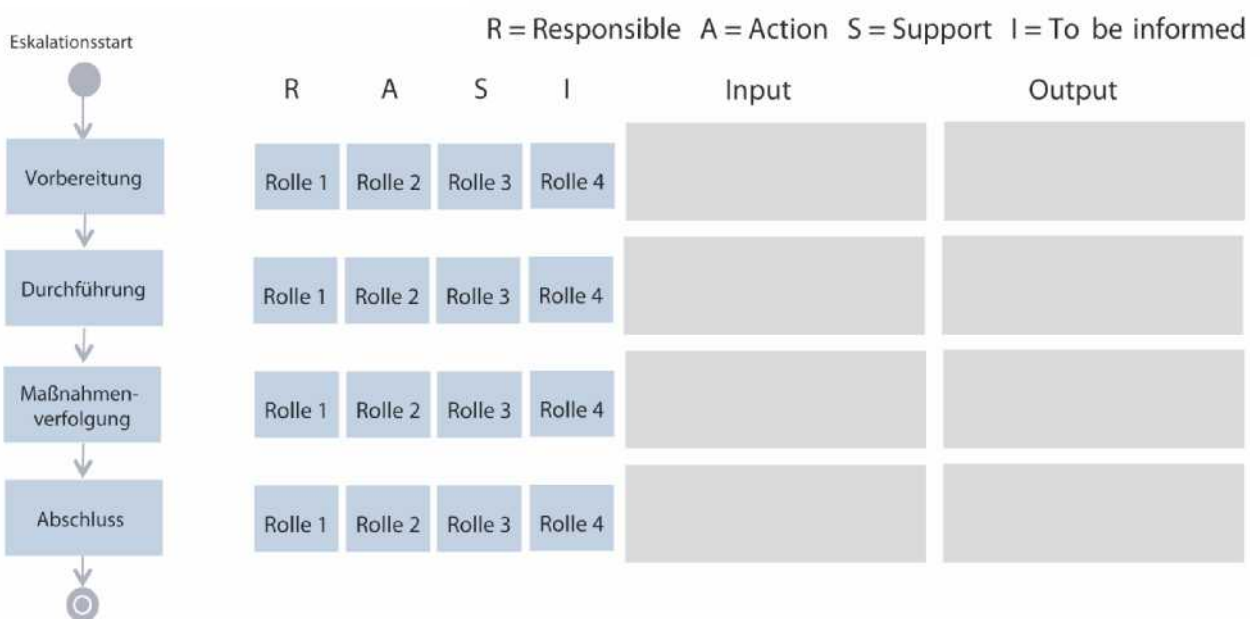 R = Responsible A = Action S = Support I = To be informed
Eskalationsstart
R A S I Input Output
Vorbereitung
Rolle 1 Rolle 2 Rolle 3 Rolle 4
Durchführung
Rolle 1 Rolle 2 Rolle 3 Rolle 4
Maßnahmen-
verfolgung
Rolle 1 Rolle 2 Rolle 3 Rolle 4
Abschluss
Rolle 1 Rolle 2 Rolle 3 Rolle 4